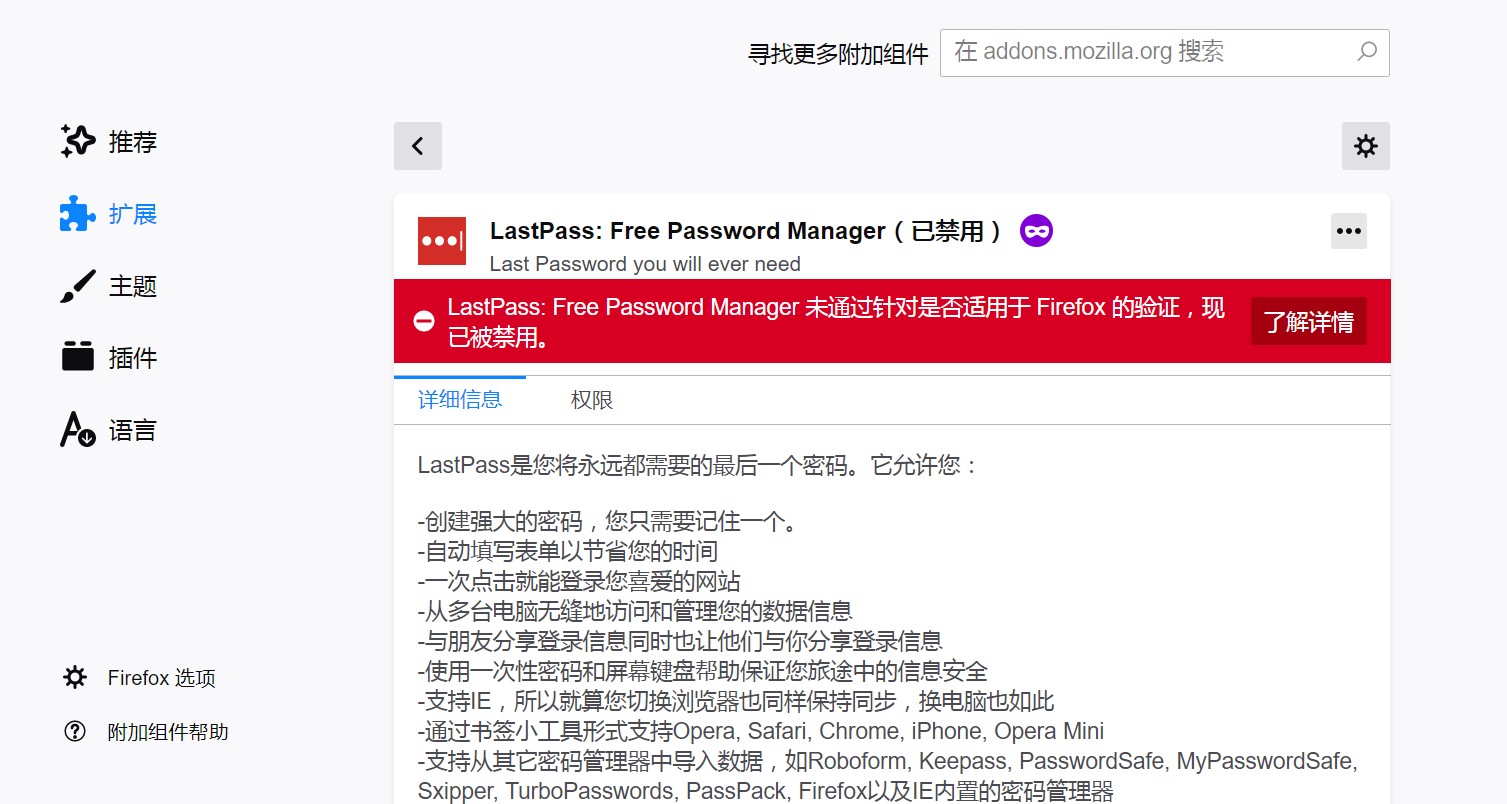 寻找更多附加组件
在 addons.mozilla.org 搜索
推荐
扩展
主题
插件
语言
Firefox 选项
附加组件帮助
LastPass: Free Password Manager（已禁用）
Last Password you will ever need
LastPass: Free Password Manager 未通过针对是否适用于 Firefox 的验证，现
已被禁用。
了解详情
详细信息
权限
LastPass是您将永远都需要的最后一个密码。它允许您：
-创建强大的密码，您只需要记住一个。
-自动填写表单以节省您的时间
-一次点击就能登录您喜爱的网站
-从多台电脑无缝地访问和管理您的数据信息
-与朋友分享登录信息同时也让他们与你分享登录信息
-使用一次性密码和屏幕键盘帮助保证您旅途中的信息安全
-支持IE，所以就算您切换浏览器也同样保持同步，换电脑也如此
-通过书签小工具形式支持Opera, Safari, Chrome, iPhone, Opera Mini
-支持从其它密码管理器中导入数据，如Roboform, Keepass, PasswordSafe, MyPasswordSafe,
Sxipper, TurboPasswords, PassPack, Firefox以及IE内置的密码管理器